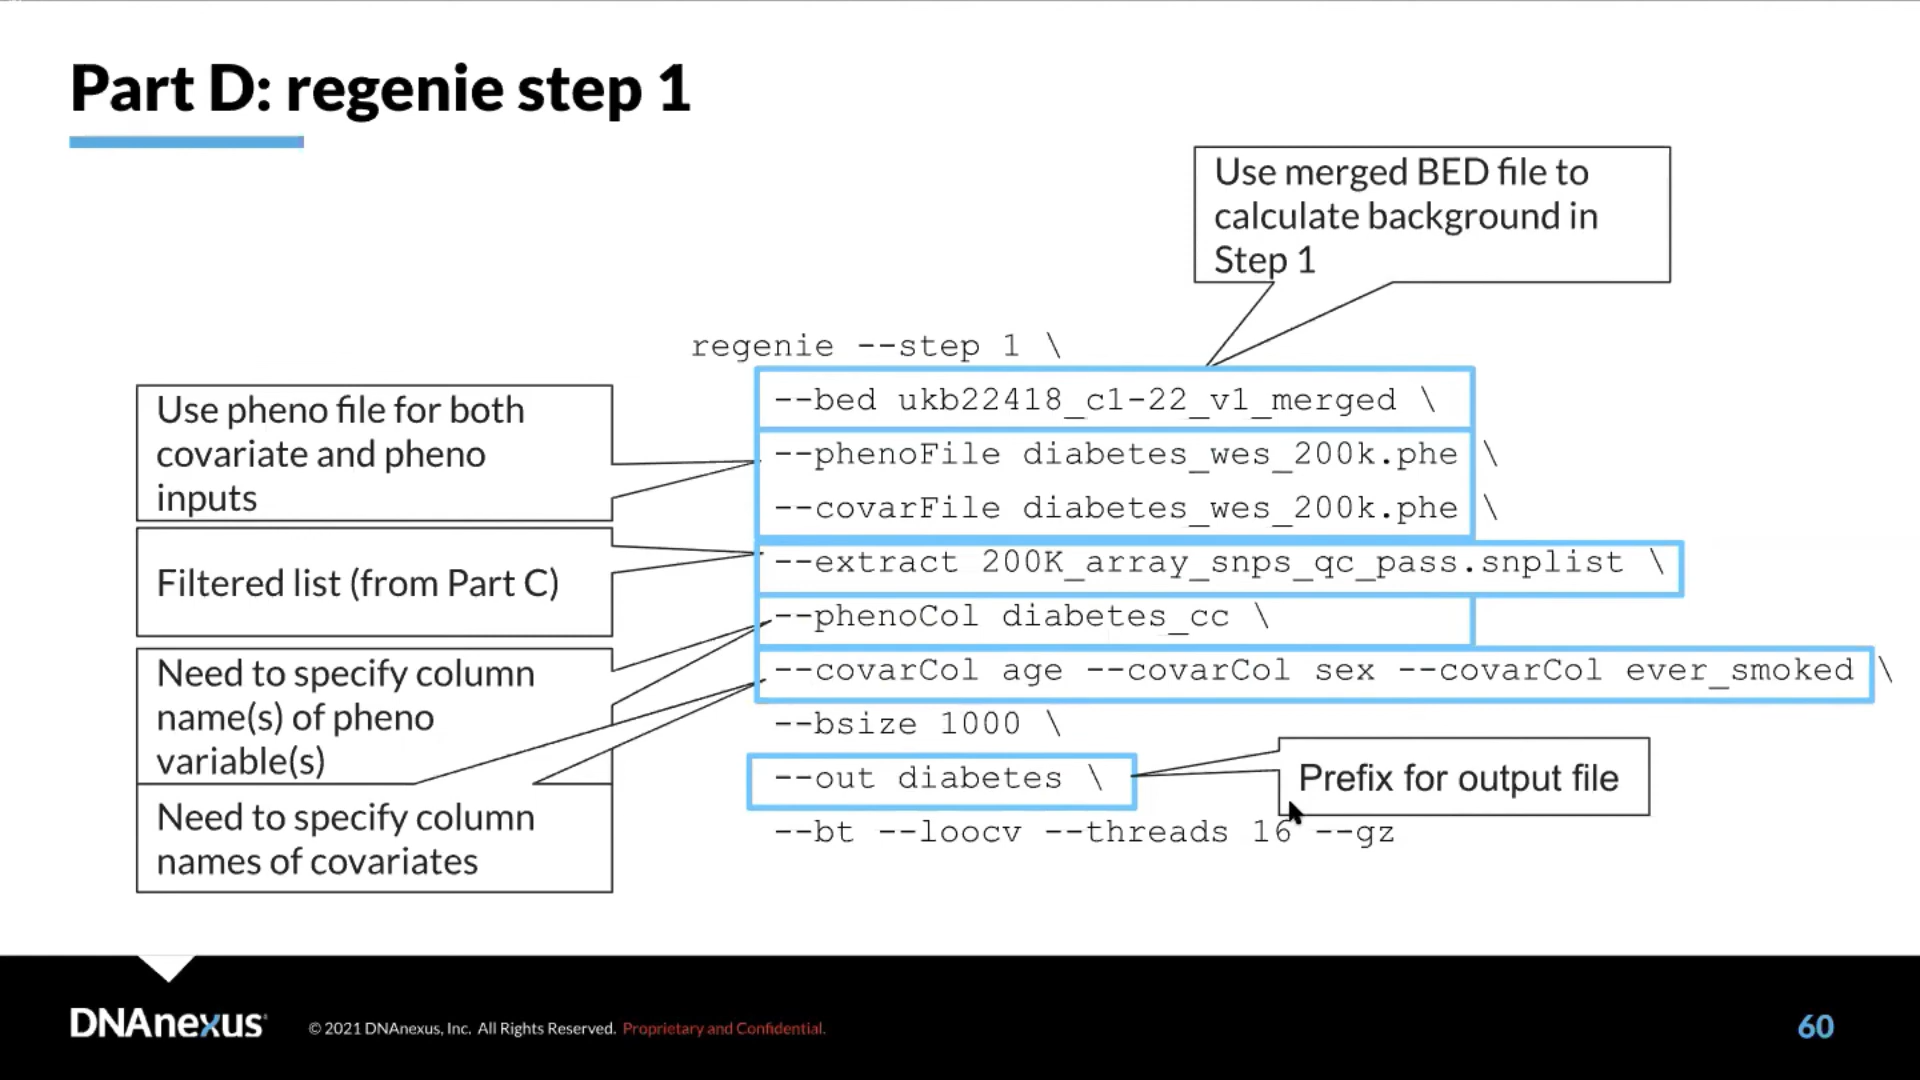 Part D: regenie step 1
Use merged BED file to
calculate background in
Step 1
regenie --step 1 \
--bed ukb22418_c1-22_v1_merged \
--phenoFile diabetes_wes_200k.phe \
--covarFile diabetes_wes_200k.phe \
--extract 200K_array_snps_qc_pass.snplist \
--phenoCol diabetes_cc \
--covarCol age --covarCol sex --covarCol ever_smoked \
--bsize 1000 \
--out diabetes \
--bt --loocv --threads 16 --gz
Use pheno file for both
covariate and pheno
inputs
Filtered list (from Part C)
Need to specify column
name(s) of pheno
variable(s)
Need to specify column
names of covariates
Prefix for output file
DNAnexus
© 2021 DNAnexus, Inc. All Rights Reserved. Proprietary and Confidential.
60